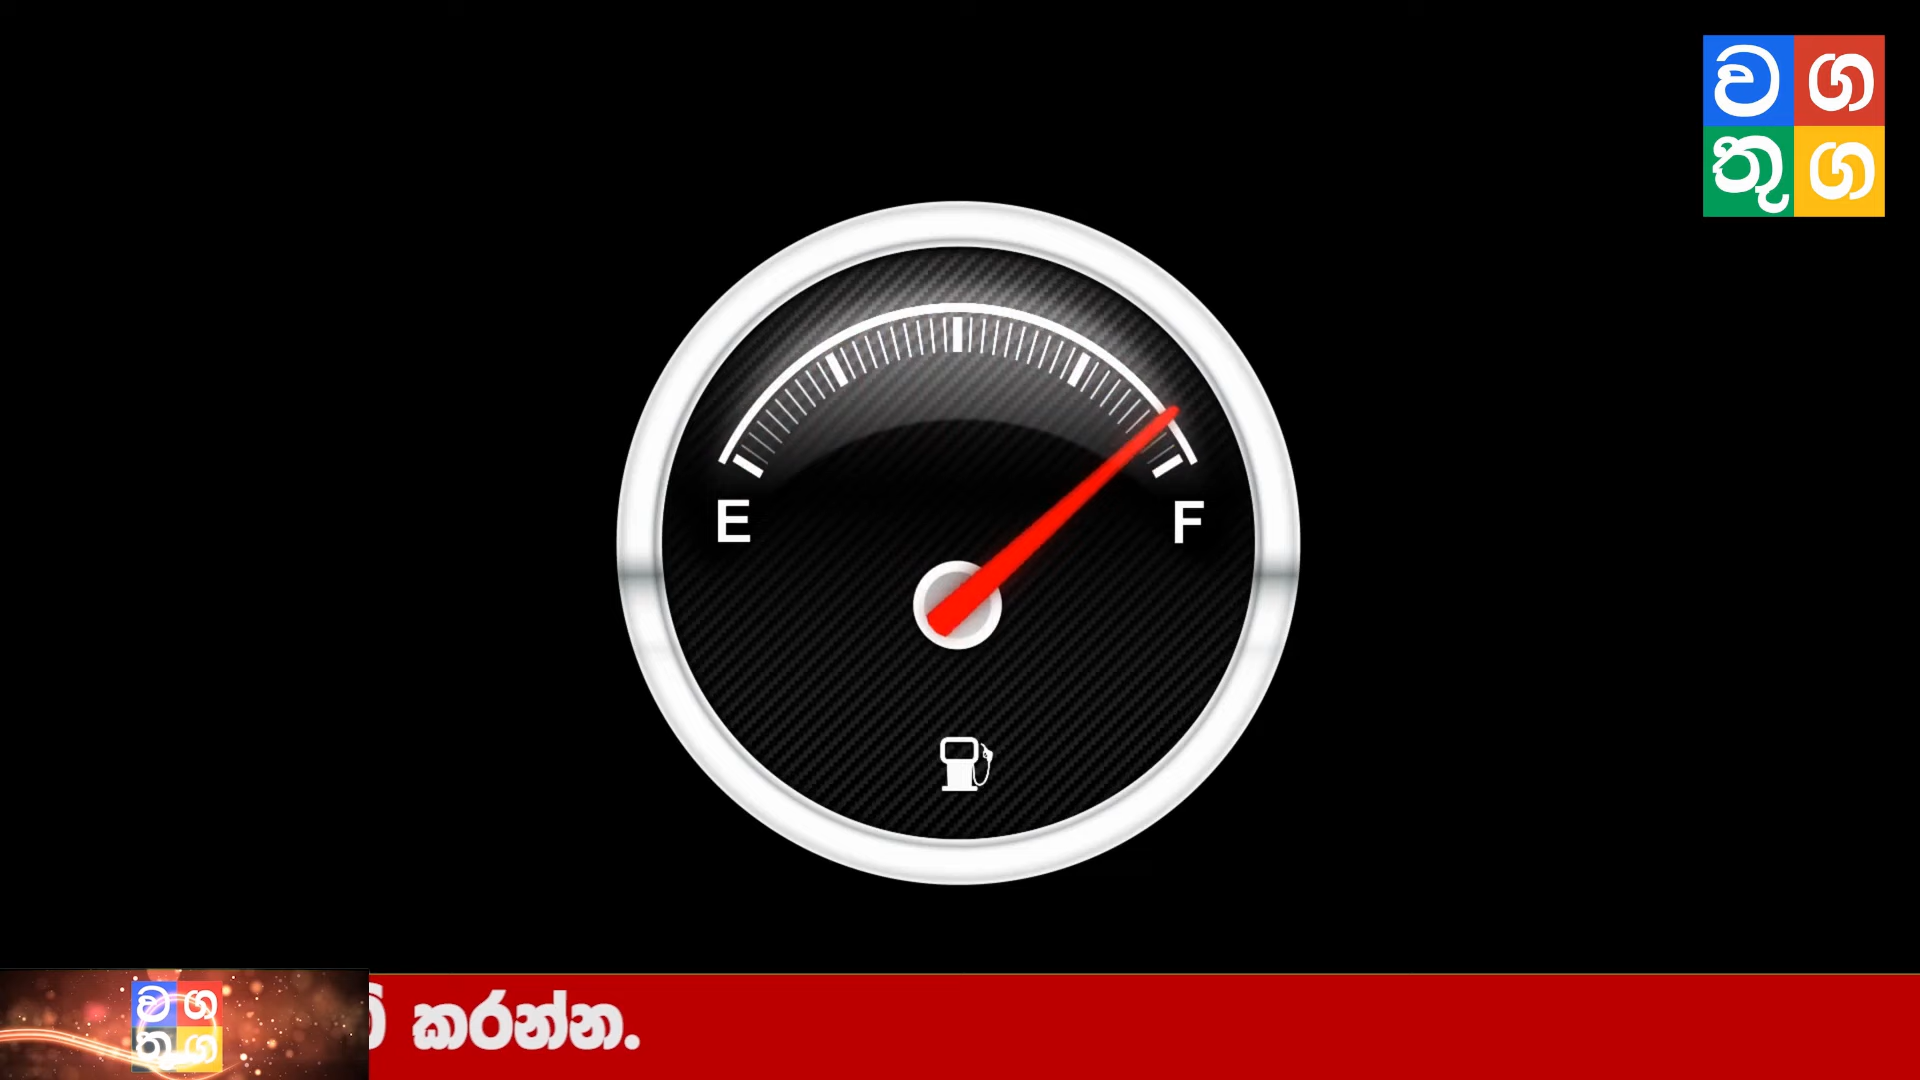 ව ග
තු ග
E F
ව ග
තු ග
කරන්න.